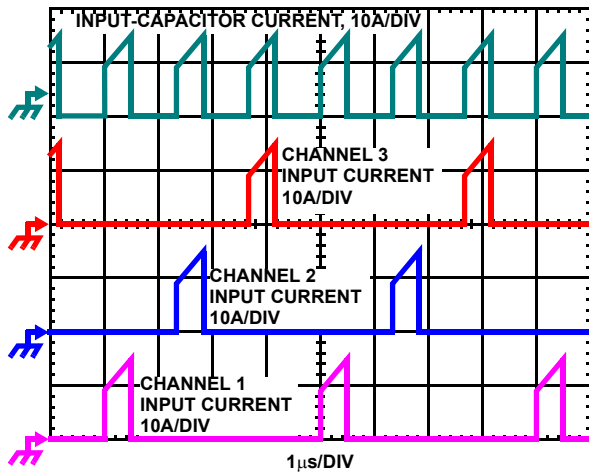 INPUT-CAPACITOR CURRENT, 10A/DIV
CHANNEL 3
INPUT CURRENT
10A/DIV
CHANNEL 2
INPUT CURRENT
10A/DIV
CHANNEL 1
INPUT CURRENT
10A/DIV
1μs/DIV